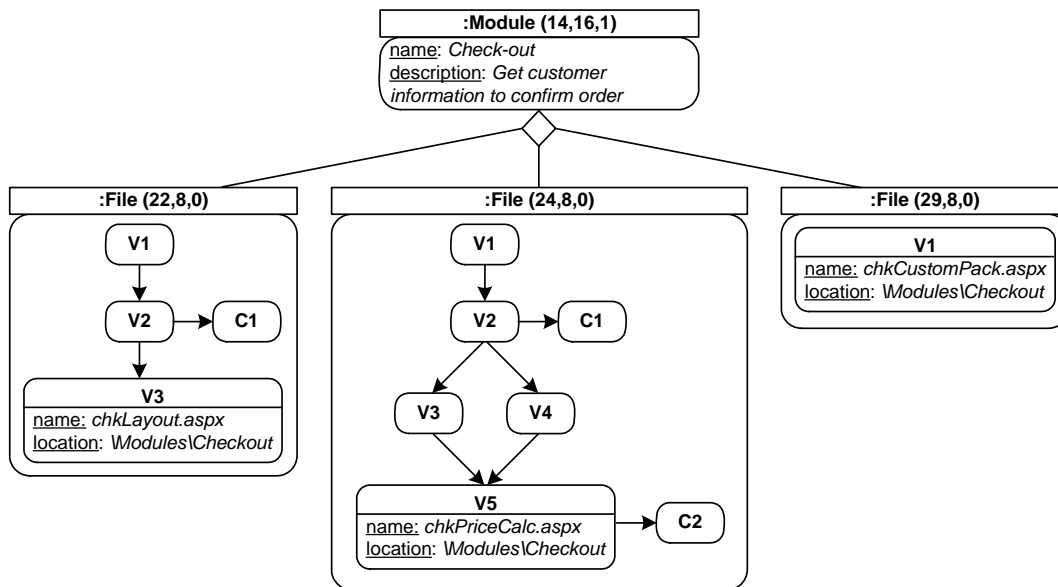 :Module (14,16,1)
name: Check-out
description: Get customer
information to confirm order
:File (22,8,0)
V1
V2
C1
V3
name: chkLayout.aspx
location: \Modules\Checkout
:File (24,8,0)
V1
V2
C1
V3
V4
V5
name: chkPriceCalc.aspx
location: \Modules\Checkout
C2
:File (29,8,0)
V1
name: chkCustomPack.aspx
location: \Modules\Checkout